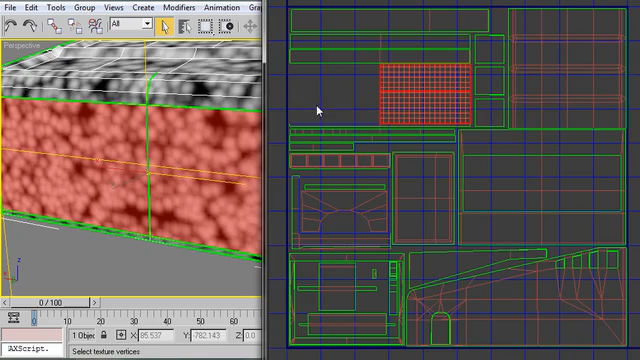 File Edit Tools Group Views Create Modifiers Animation
All
Perspective
z
x
0 / 100
0 10 20 30 40 50 60
1 Objec X: 85.537 Y: -782.143 Z: 0.0
AXScript. Select texture vertices